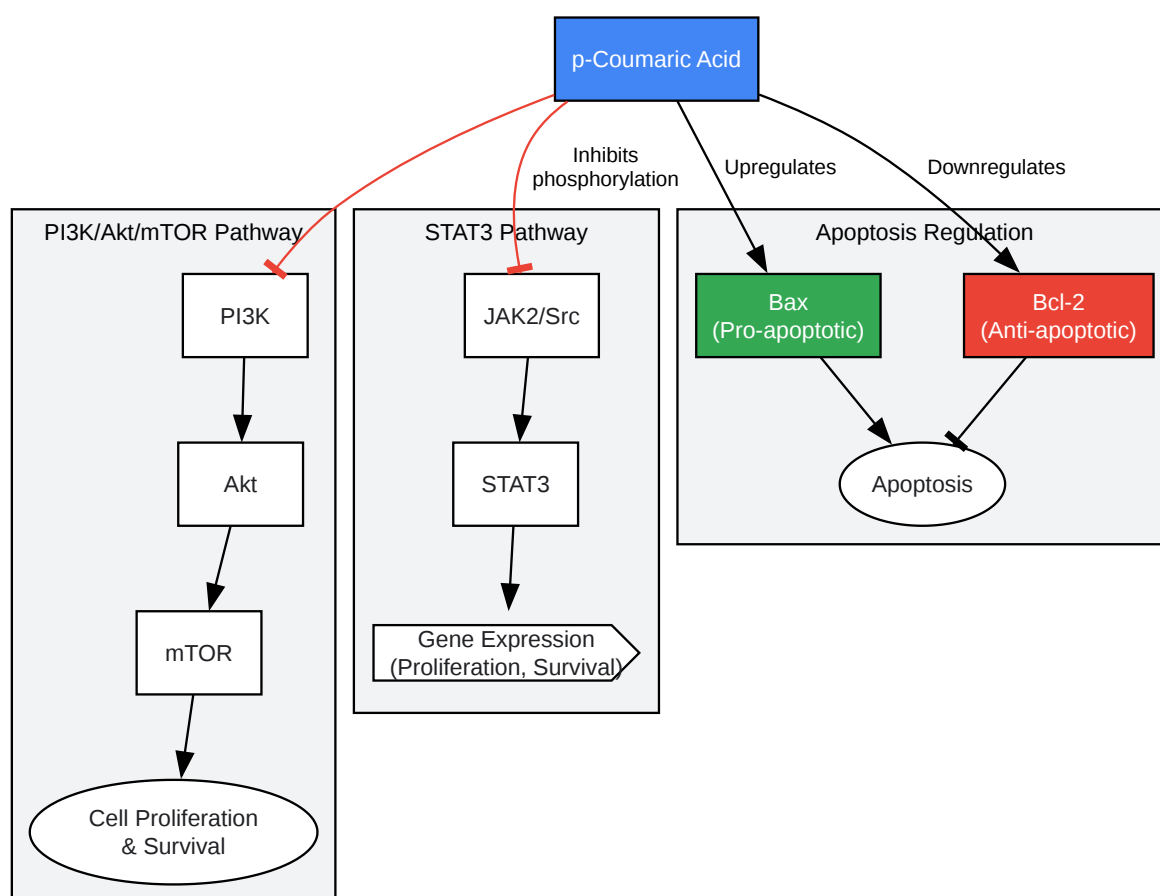 p-Coumaric Acid
Inhibits
phosphorylation
Upregulates
Downregulates
PI3K/Akt/mTOR Pathway
PI3K
Akt
mTOR
Cell Proliferation
& Survival
STAT3 Pathway
JAK2/Src
STAT3
Gene Expression
(Proliferation, Survival)
Apoptosis Regulation
Bax
(Pro-apoptotic)
Bcl-2
(Anti-apoptotic)
Apoptosis